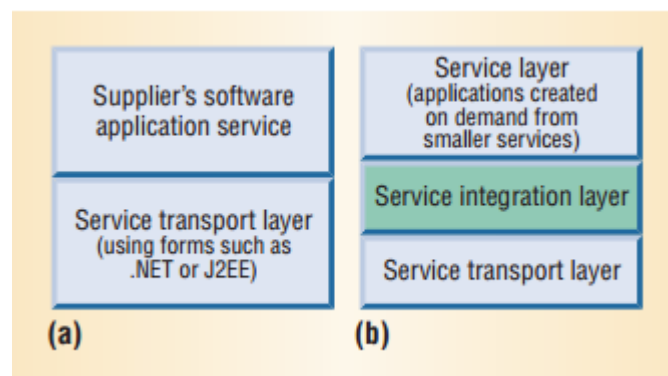 Supplier's software
application service
Service transport layer
(using forms such as
.NET or J2EE)
(a)
Service layer
(applications created
on demand from
smaller services)
Service integration layer
Service transport layer
(b)